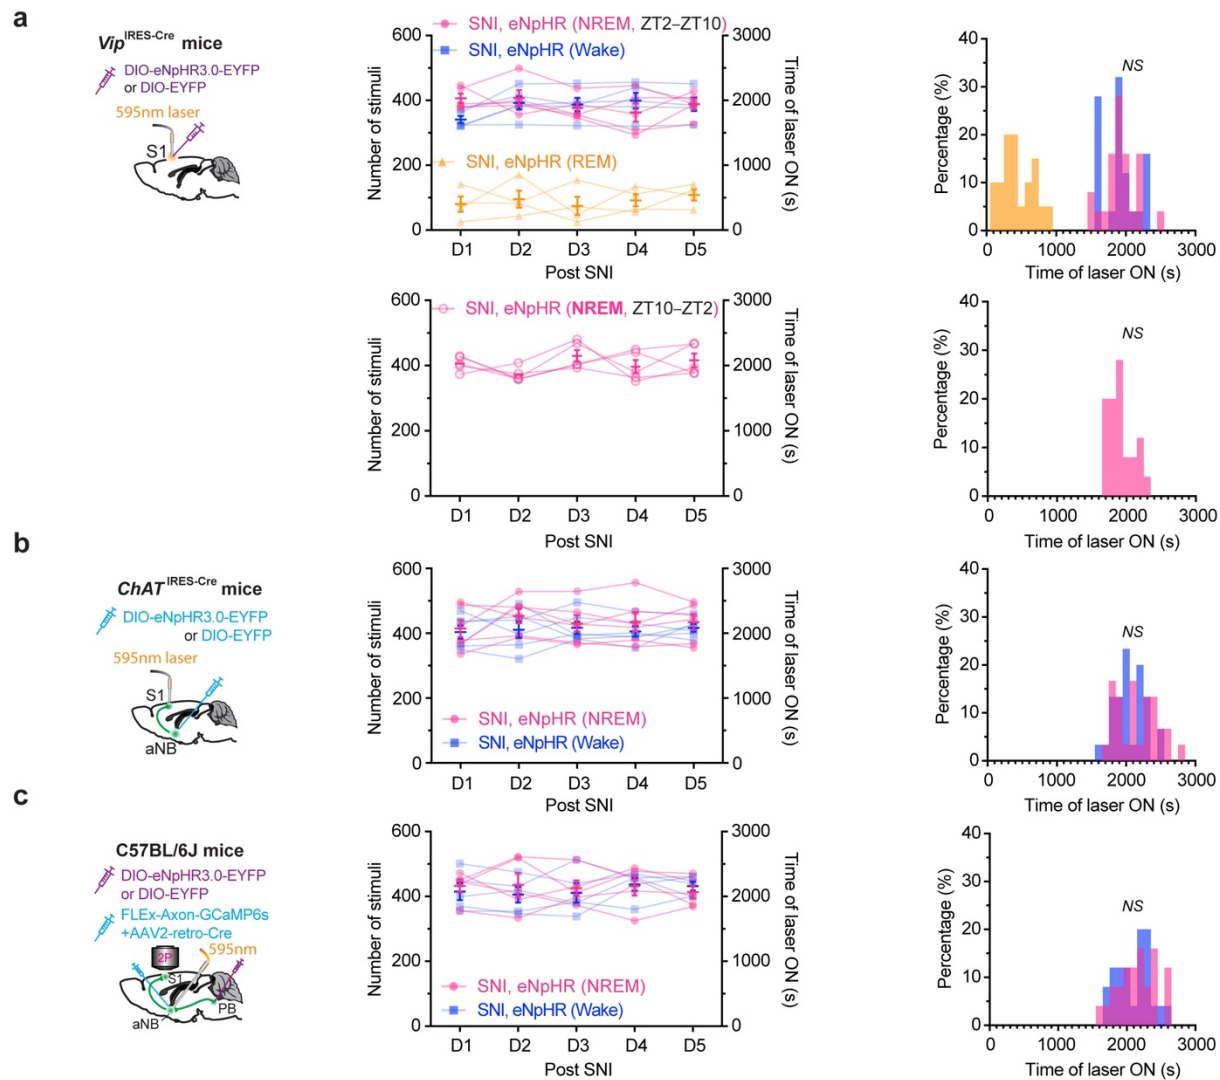 a
Vip IRES-Cre mice
DIO-eNpHR3.0-EYFP
or DIO-EYFP
595nm laser
S1
SNI, eNpHR (NREM, ZT2–ZT10)
SNI, eNpHR (Wake)
SNI, eNpHR (REM)
Number of stimuli
600
400
200
0
3000
2000
1000
0
Time of laser ON (s)
D1 D2 D3 D4 D5
Post SNI
Percentage (%)
40
30
20
10
0
NS
0 1000 2000 3000
Time of laser ON (s)
SNI, eNpHR (NREM, ZT10–ZT2)
Number of stimuli
600
400
200
0
3000
2000
1000
0
Time of laser ON (s)
D1 D2 D3 D4 D5
Post SNI
Percentage (%)
40
30
20
10
0
NS
0 1000 2000 3000
Time of laser ON (s)
b
ChAT IRES-Cre mice
DIO-eNpHR3.0-EYFP
or DIO-EYFP
595nm laser
S1
aNB
Number of stimuli
600
400
200
0
3000
2000
1000
0
Time of laser ON (s)
SNI, eNpHR (NREM)
SNI, eNpHR (Wake)
D1 D2 D3 D4 D5
Post SNI
Percentage (%)
40
30
20
10
0
NS
0 1000 2000 3000
Time of laser ON (s)
c
C57BL/6J mice
DIO-eNpHR3.0-EYFP
or DIO-EYFP
FLEx-Axon-GCaMP6s
+AAV2-retro-Cre
595nm
2P
S1
PB
aNB
Number of stimuli
600
400
200
0
3000
2000
1000
0
Time of laser ON (s)
SNI, eNpHR (NREM)
SNI, eNpHR (Wake)
D1 D2 D3 D4 D5
Post SNI
Percentage (%)
40
30
20
10
0
NS
0 1000 2000 3000
Time of laser ON (s)